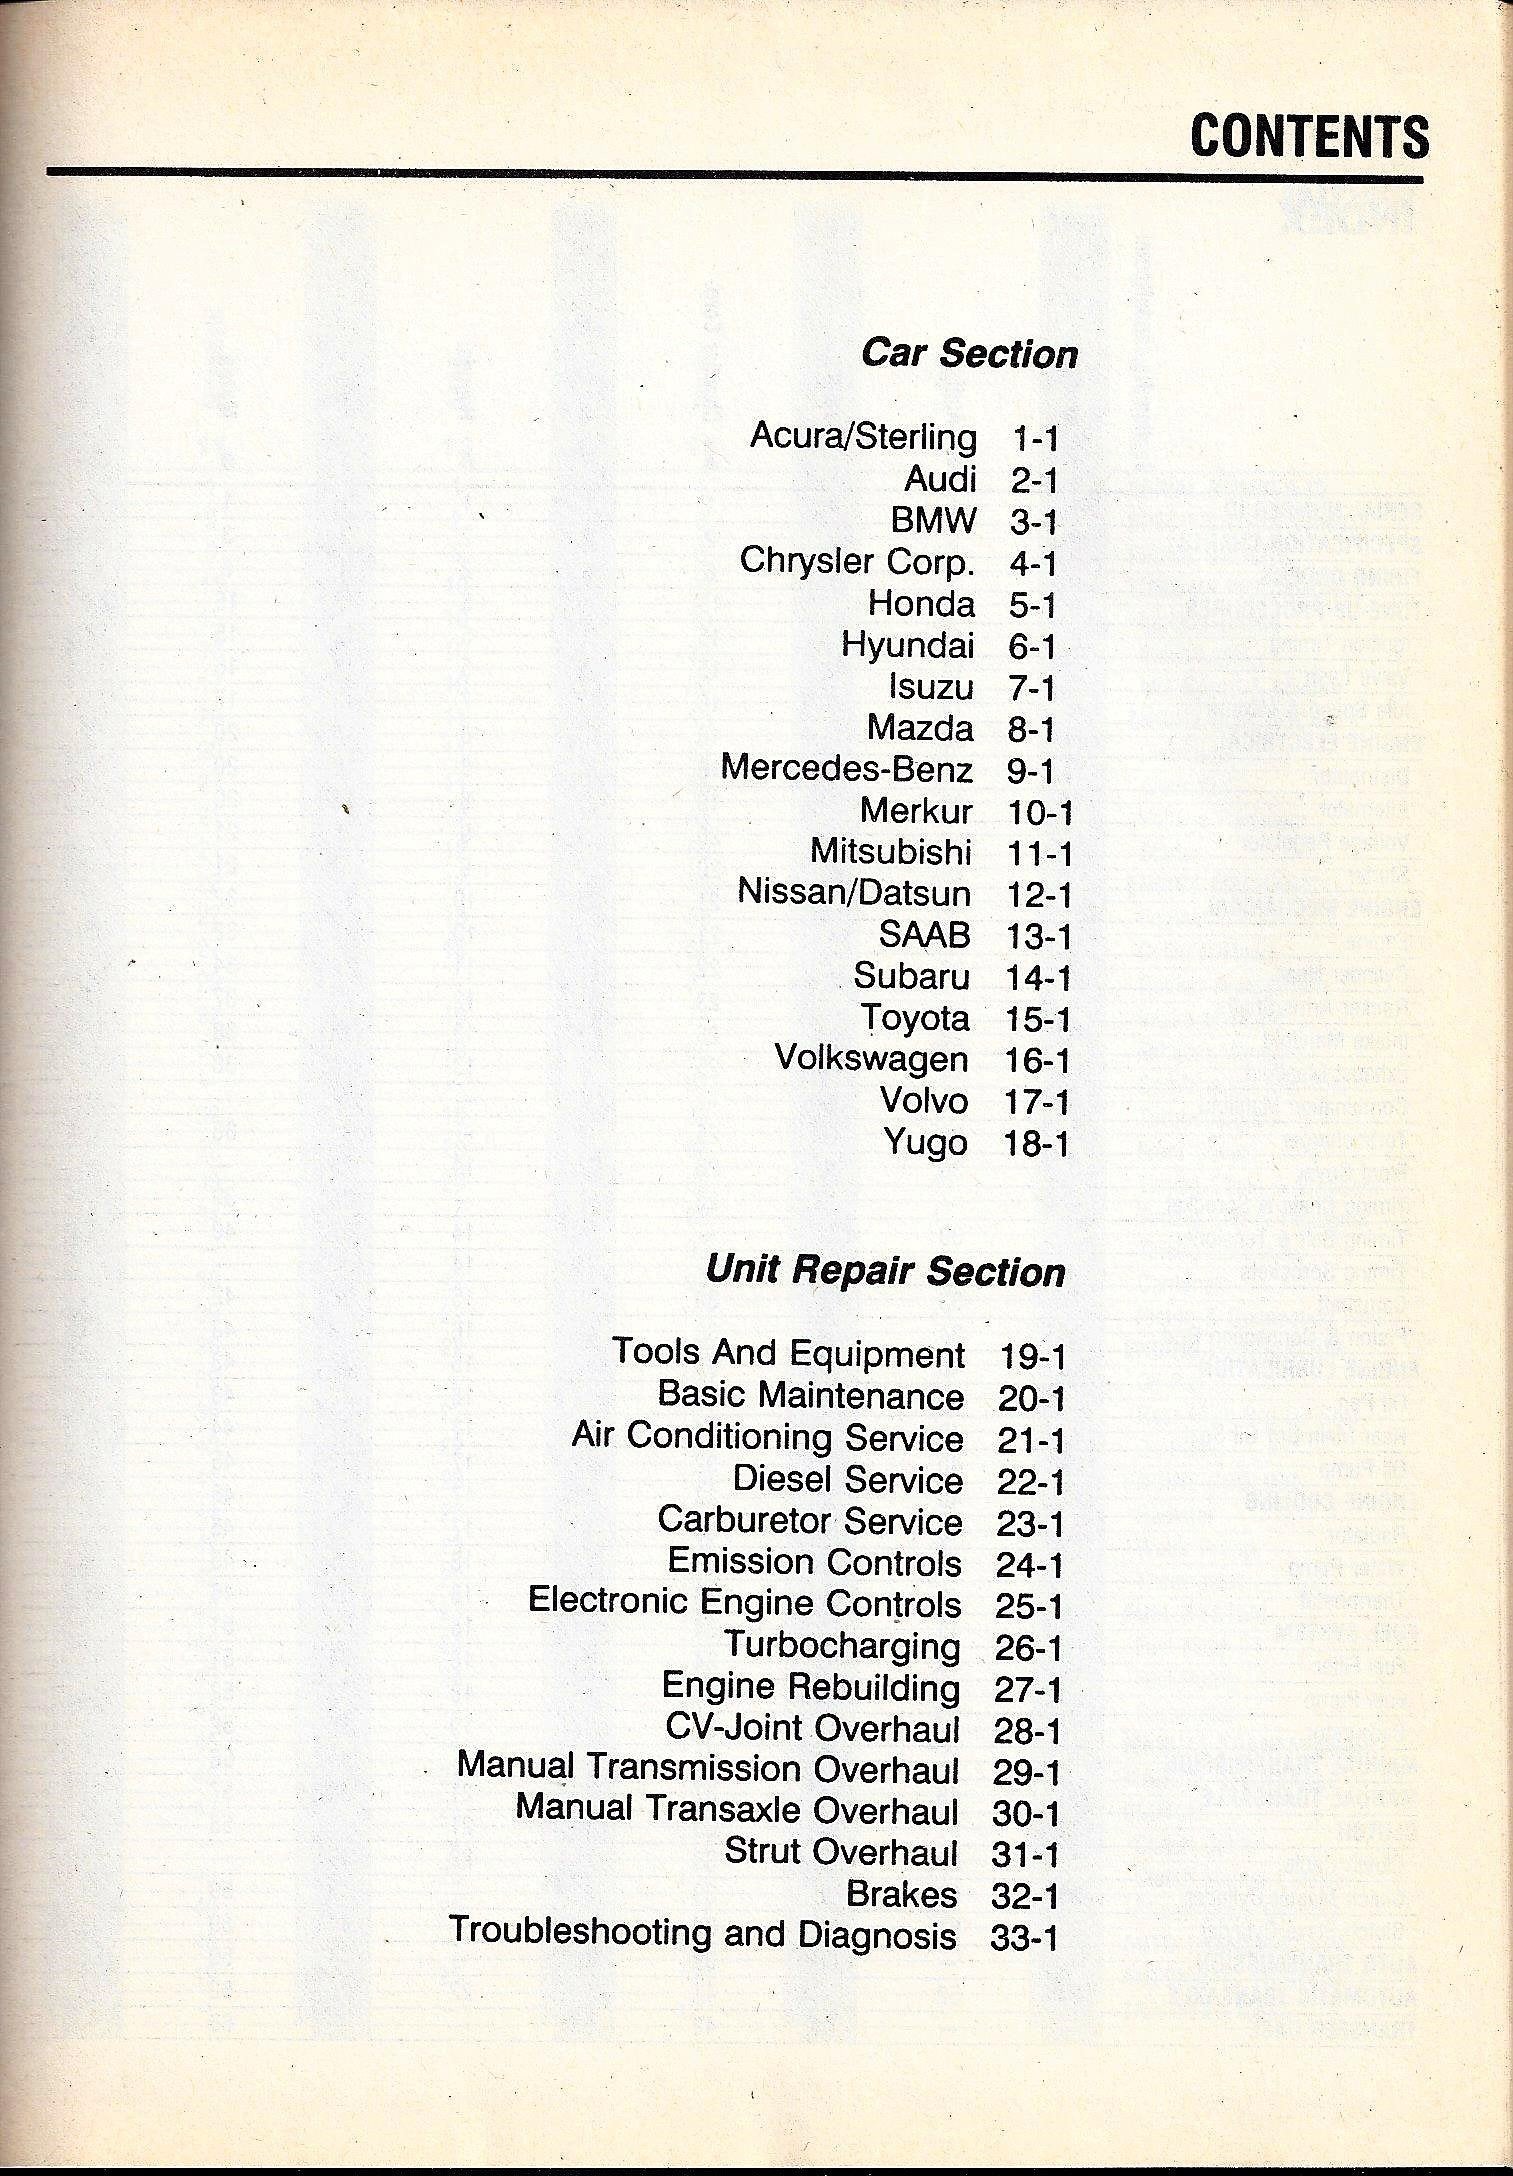 CONTENTS
Car Section
Acura/Sterling 1-1
Audi 2-1
BMW 3-1
Chrysler Corp. 4-1
Honda 5-1
Hyundai 6-1
Isuzu 7-1
Mazda 8-1
Mercedes-Benz 9-1
Merkur 10-1
Mitsubishi 11-1
Nissan/Datsun 12-1
SAAB 13-1
Subaru 14-1
Toyota 15-1
Volkswagen 16-1
Volvo 17-1
Yugo 18-1
Unit Repair Section
Tools And Equipment 19-1
Basic Maintenance 20-1
Air Conditioning Service 21-1
Diesel Service 22-1
Carburetor Service 23-1
Emission Controls 24-1
Electronic Engine Controls 25-1
Turbocharging 26-1
Engine Rebuilding 27-1
CV-Joint Overhaul 28-1
Manual Transmission Overhaul 29-1
Manual Transaxle Overhaul 30-1
Strut Overhaul 31-1
Brakes 32-1
Troubleshooting and Diagnosis 33-1